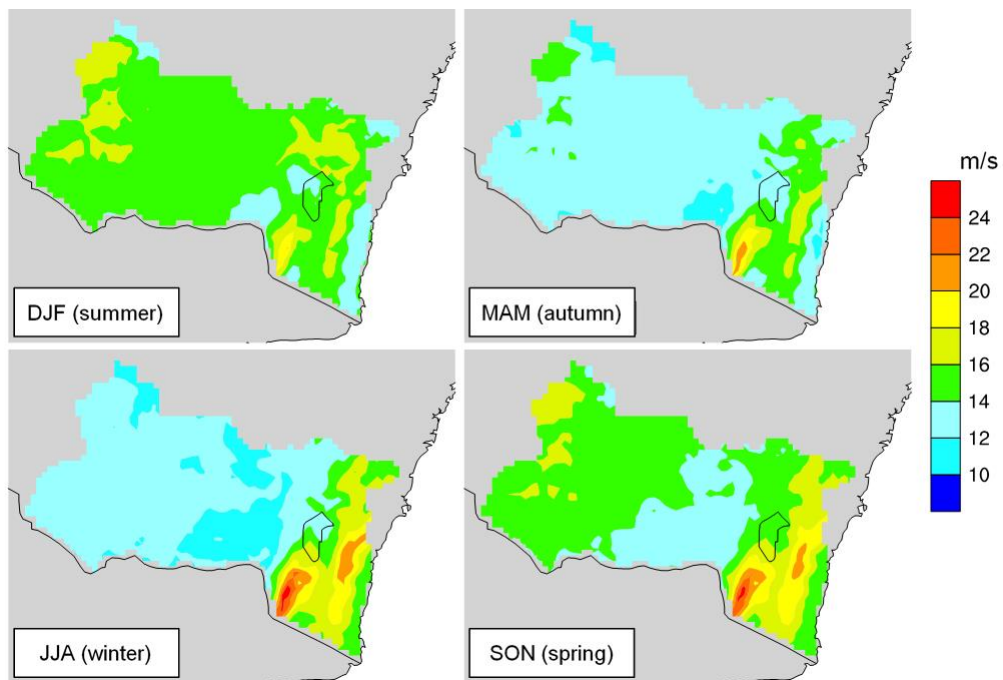 DJF (summer)
MAM (autumn)
JJA (winter)
SON (spring)
m/s
24
22
20
18
16
14
12
10